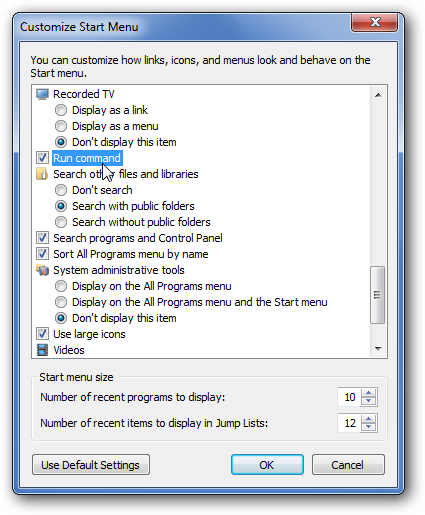 Customize Start Menu
You can customize how links, icons, and menus look and behave on the
Start menu.
Recorded TV
Display as a link
Display as a menu
Don't display this item
Run command
Search other files and libraries
Don't search
Search with public folders
Search without public folders
Search programs and Control Panel
Sort All Programs menu by name
System administrative tools
Display on the All Programs menu
Display on the All Programs menu and the Start menu
Don't display this item
Use large icons
Videos
Start menu size
Number of recent programs to display: 10
Number of recent items to display in Jump Lists: 12
Use Default Settings OK Cancel